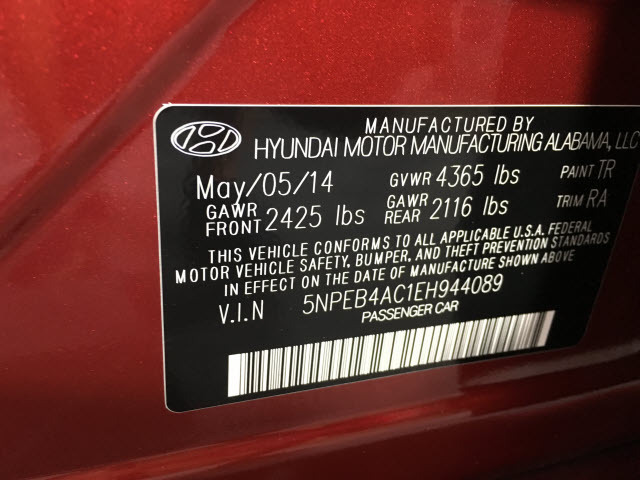 MANUFACTURED BY
HYUNDAI MOTOR MANUFACTURING ALABAMA, LLC
May/05/14 GVWR 4365 lbs PAINT TR
GAWR FRONT 2425 lbs GAWR REAR 2116 lbs TRIM RA
THIS VEHICLE CONFORMS TO ALL APPLICABLE U.S.A. FEDERAL
MOTOR VEHICLE SAFETY, BUMPER, AND THEFT PREVENTION STANDARDS
IN EFFECT ON THE DATE OF MANUFACTURE SHOWN ABOVE
V.I.N 5NPEB4AC1EH944089
PASSENGER CAR